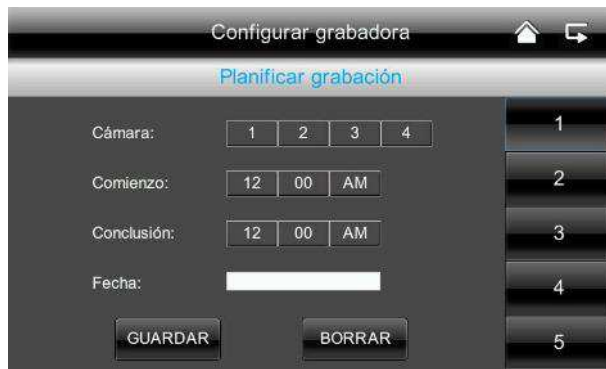 Configurar grabadora
Planificar grabación
Cámara: 1 2 3 4
Comienzo: 12 00 AM
Conclusión: 12 00 AM
Fecha:
GUARDAR BORRAR
1
2
3
4
5